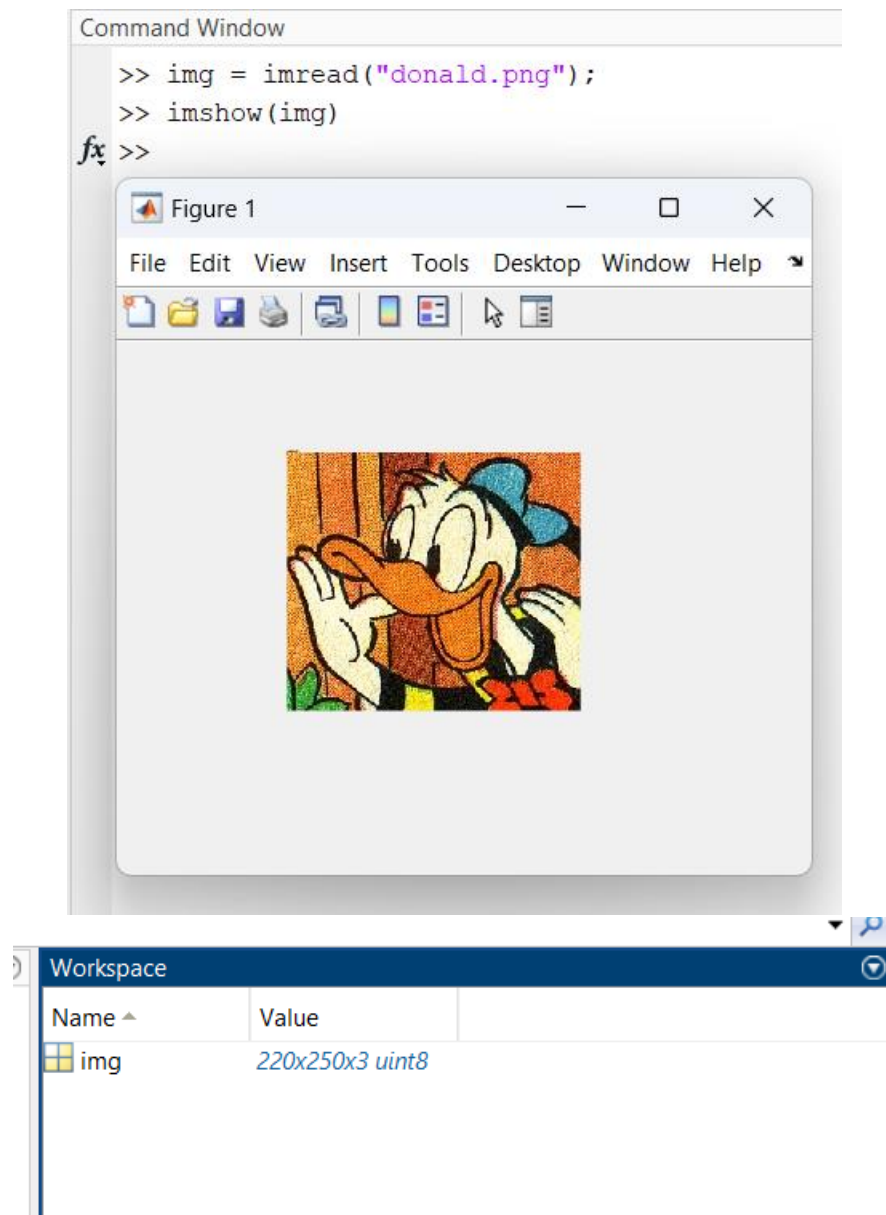 Command Window
>> img = imread("donald.png");
>> imshow(img)
fx >>
Figure 1
File Edit View Insert Tools Desktop Window Help
Workspace
Name Value
img 220x250x3 uint8